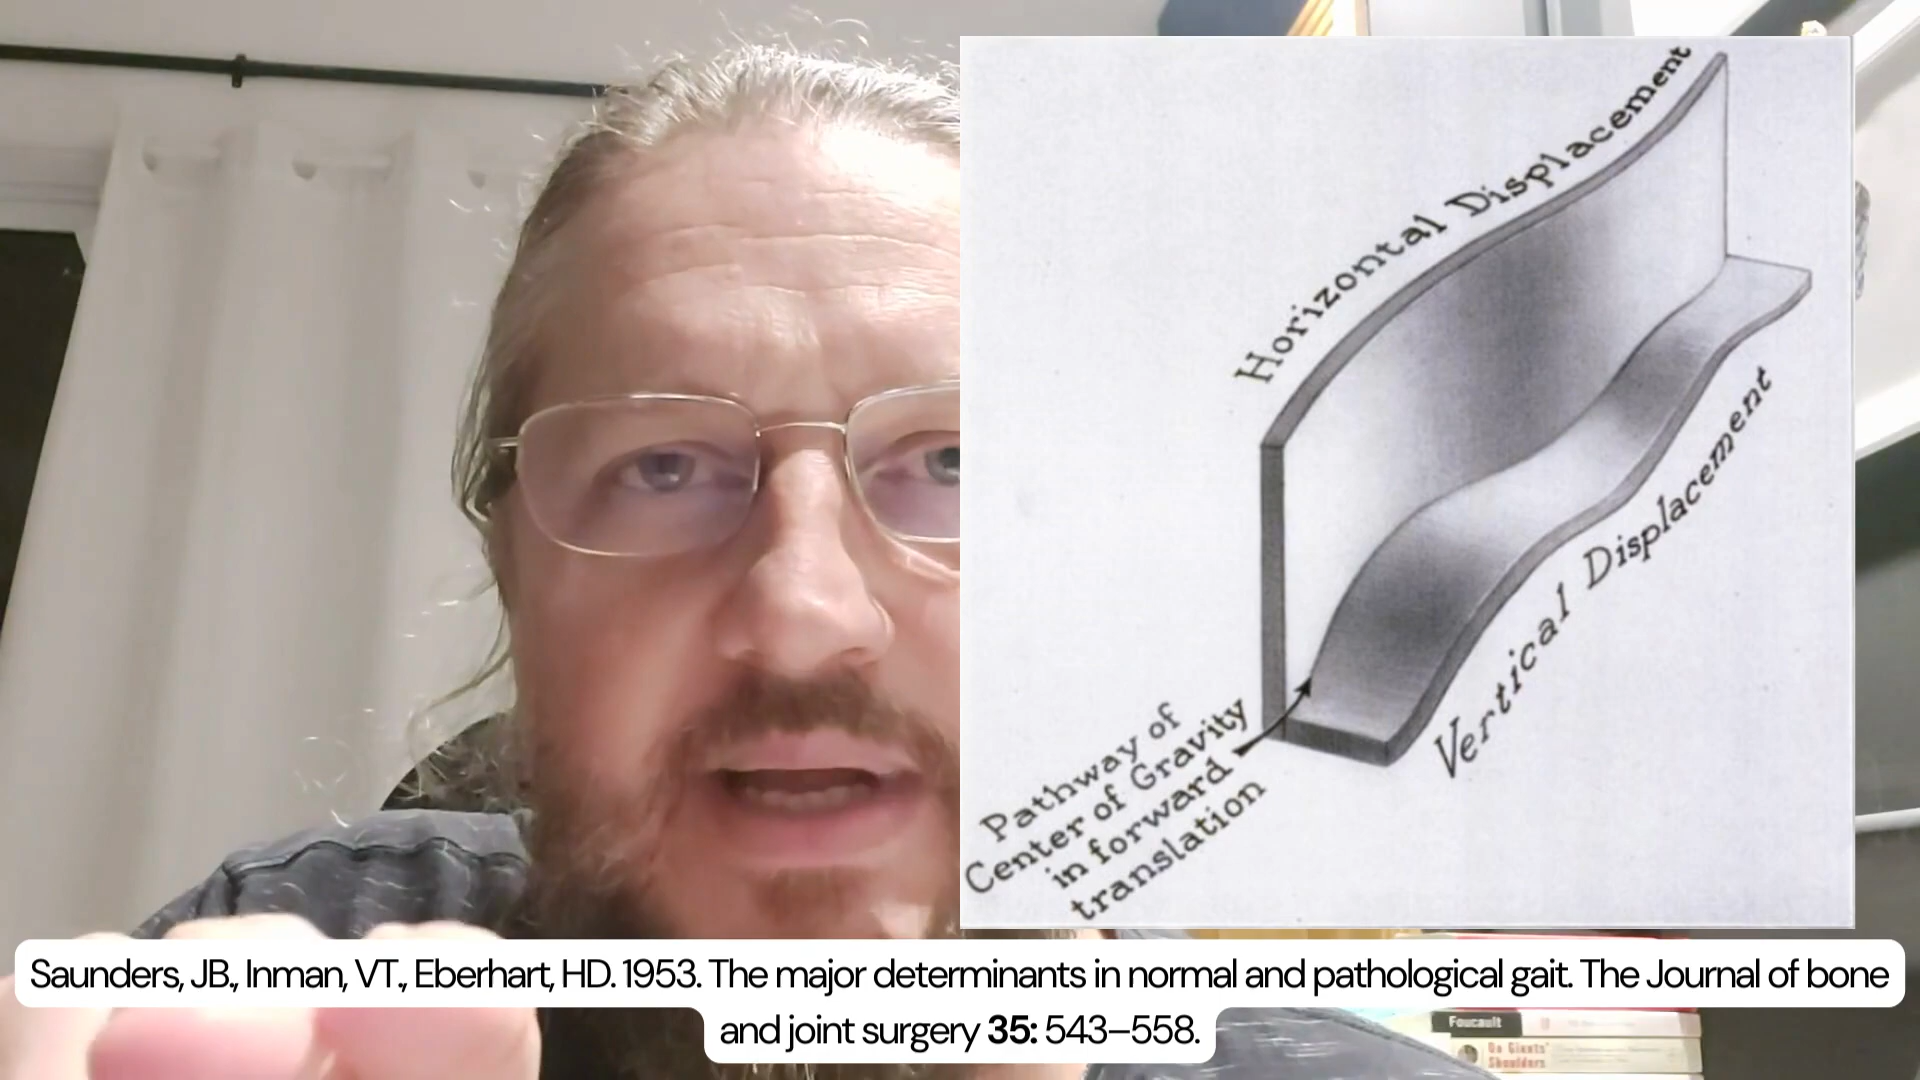 Horizontal Displacement
Vertical Displacement
Pathway of
Center of Gravity
in forward
translation
Saunders, JB., Inman, VT., Eberhart, HD. 1953. The major determinants in normal and pathological gait. The Journal of bone
and joint surgery 35: 543–558.
Foucault
On Giants'
Shoulders